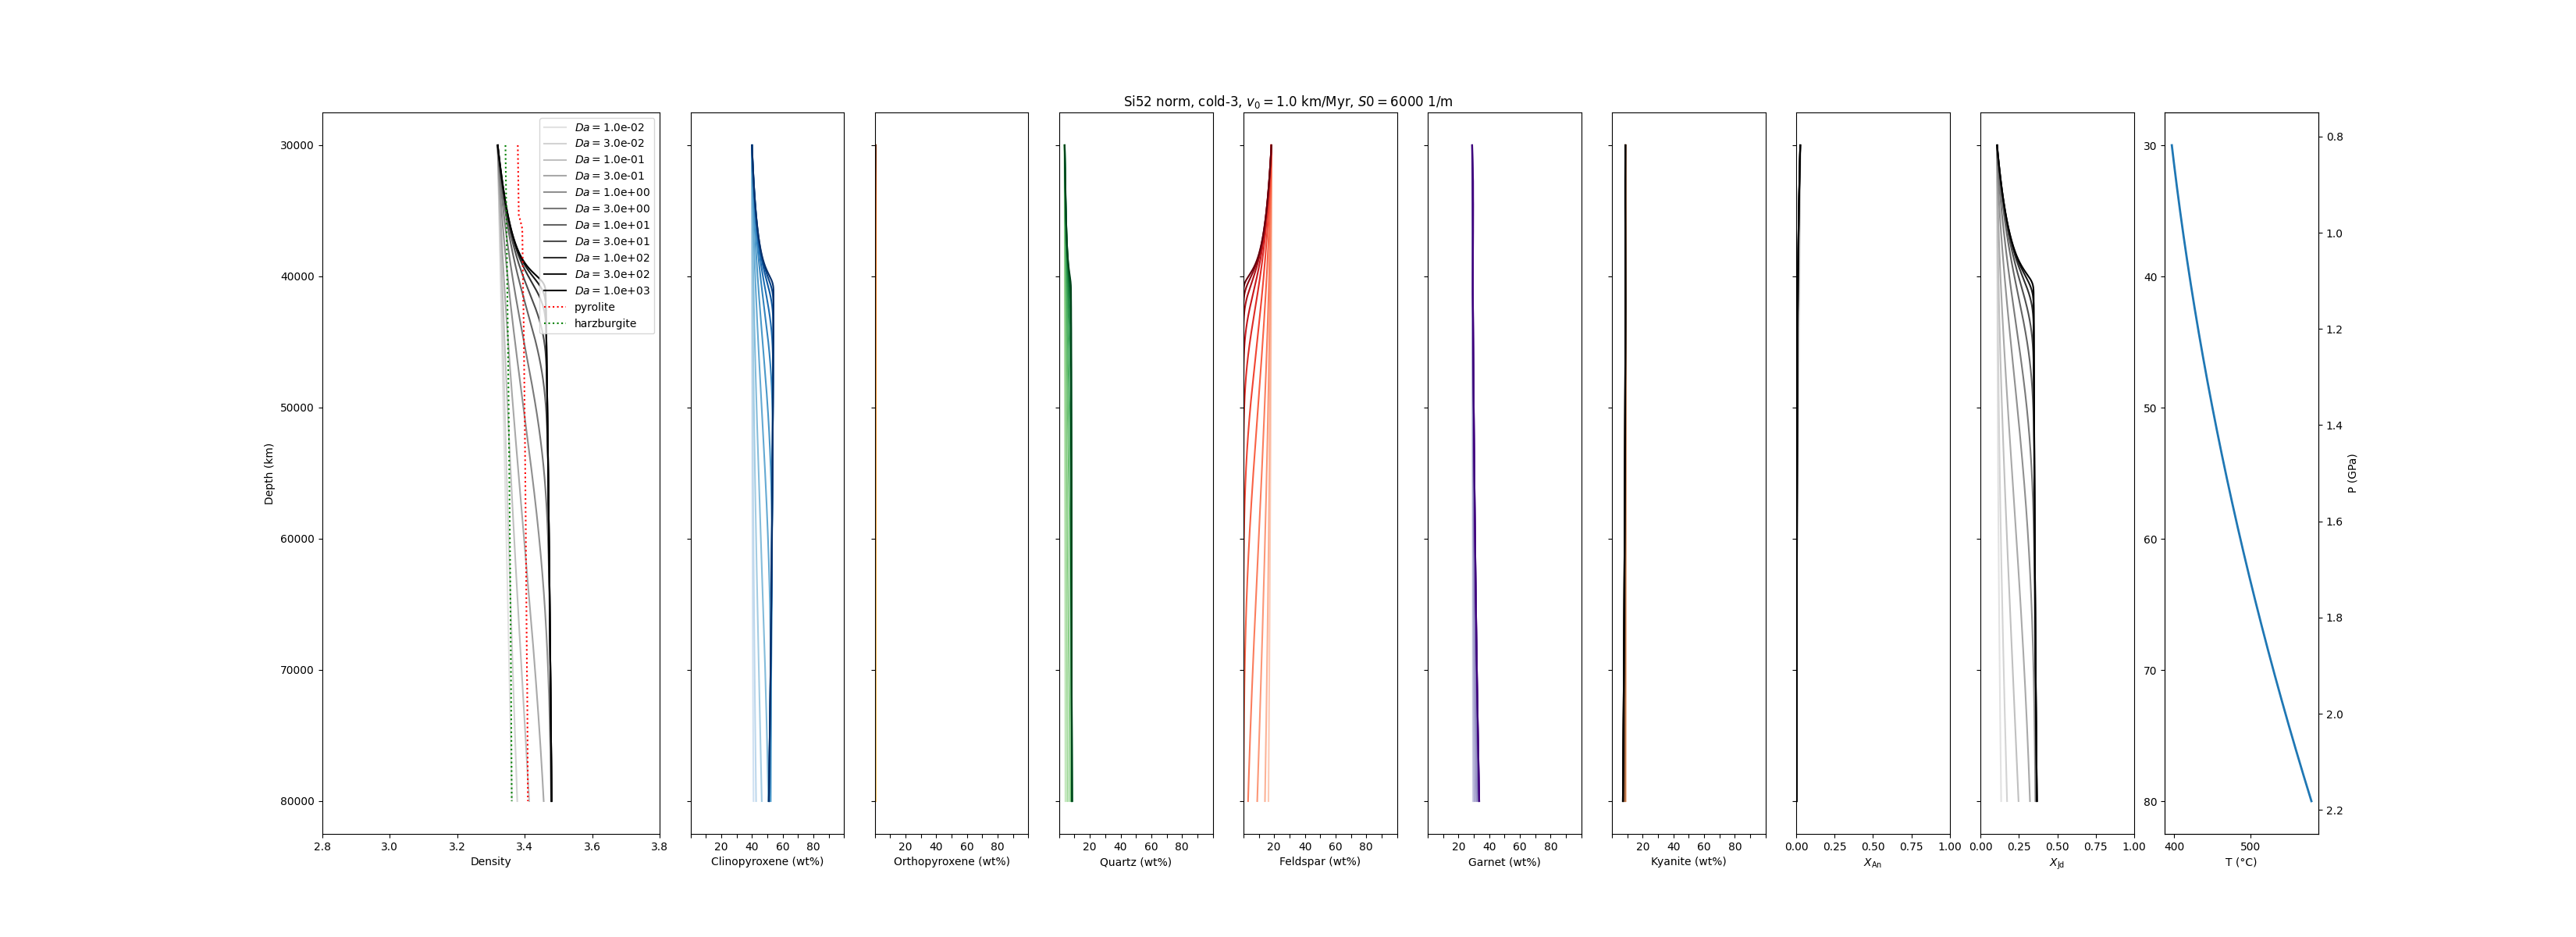 Si52 norm, cold-3, v₀ = 1.0 km/Myr, S0 = 6000 1/m
Da = 1.0e-02
Da = 3.0e-02
Da = 1.0e-01
Da = 3.0e-01
Da = 1.0e+00
Da = 3.0e+00
Da = 1.0e+01
Da = 3.0e+01
Da = 1.0e+02
Da = 3.0e+02
Da = 1.0e+03
pyrolite
harzburgite
Depth (km)
30000
40000
50000
60000
70000
80000
2.8 3.0 3.2 3.4 3.6 3.8
Density
20 40 60 80
Clinopyroxene (wt%)
20 40 60 80
Orthopyroxene (wt%)
20 40 60 80
Quartz (wt%)
20 40 60 80
Feldspar (wt%)
20 40 60 80
Garnet (wt%)
20 40 60 80
Kyanite (wt%)
0.00 0.25 0.50 0.75 1.00
X_An
0.00 0.25 0.50 0.75 1.00
X_Jd
30
40
50
60
70
80
400 500
T (°C)
0.8
1.0
1.2
1.4
1.6
1.8
2.0
2.2
P (GPa)